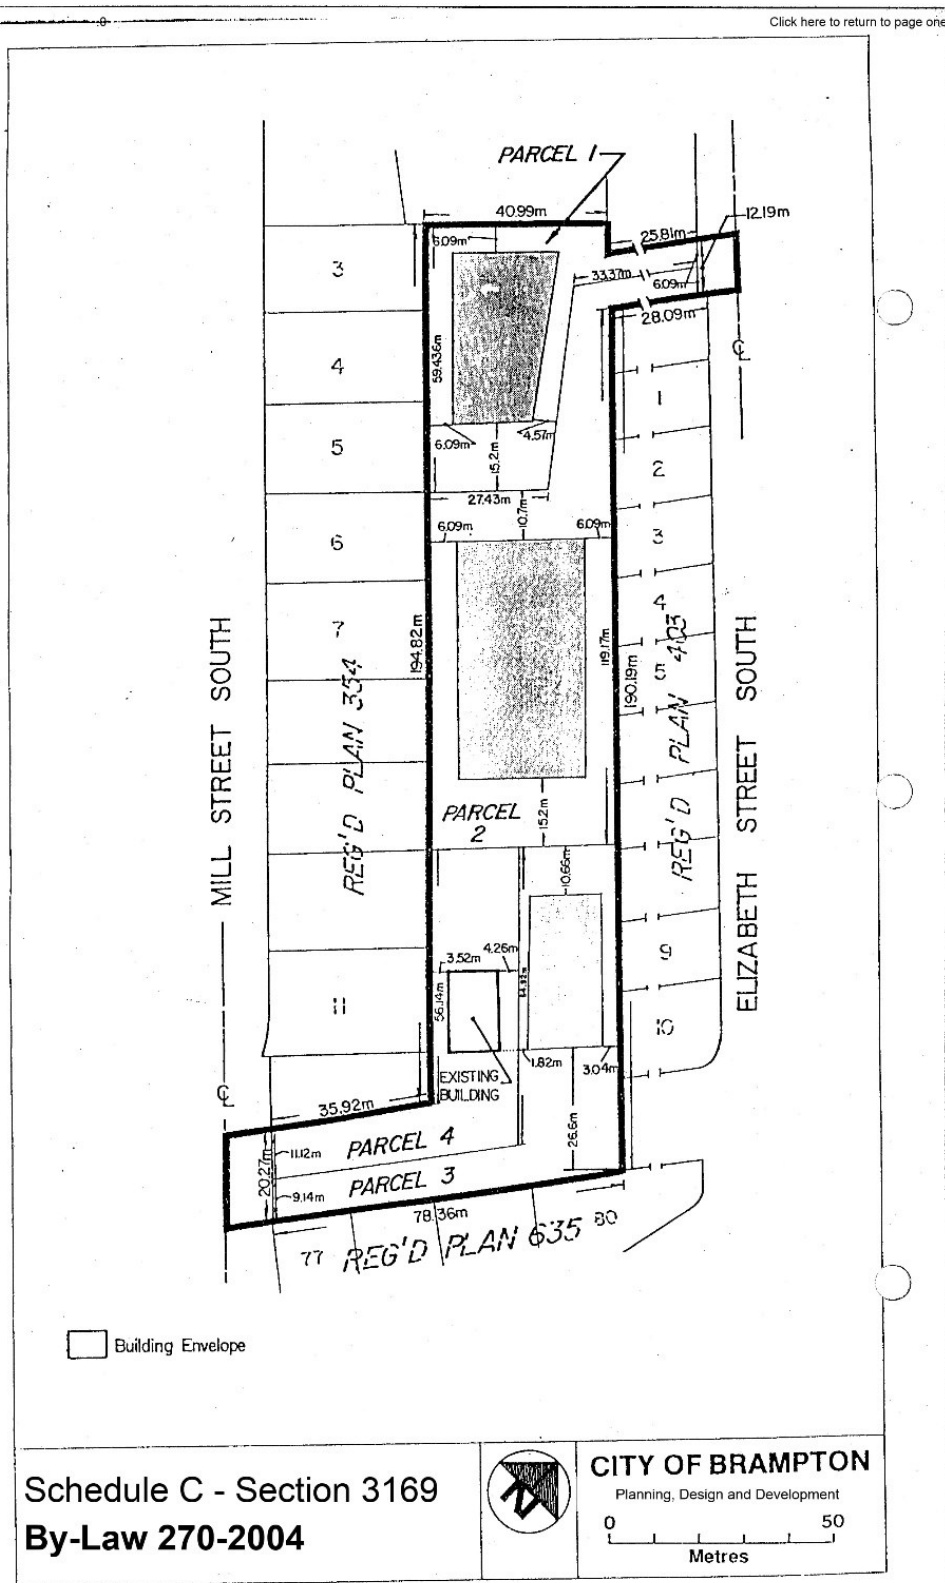 Click here to return to page one
PARCEL 1
40.99m
12.19m
25.81m
6.09m
33.37m
6.09m
28.09m
3
4
5
6
7
11
59.436m
6.09m
4.57m
15.2m
27.43m
10.7m
6.09m
6.09m
1
2
3
4
5
9
10
194.82m
119.17m
190.19m
MILL STREET SOUTH
REG'D PLAN 354
REG'D PLAN 403
ELIZABETH STREET SOUTH
PARCEL
2
15.2m
10.66m
3.52m
4.26m
56.14m
EXISTING
BUILDING
1.82m
3.04m
26.6m
35.92m
11.12m
PARCEL 4
20.27m
9.14m
PARCEL 3
78.36m
77 REG'D PLAN 635 80
Building Envelope
Schedule C - Section 3169
By-Law 270-2004
CITY OF BRAMPTON
Planning, Design and Development
0 50
Metres